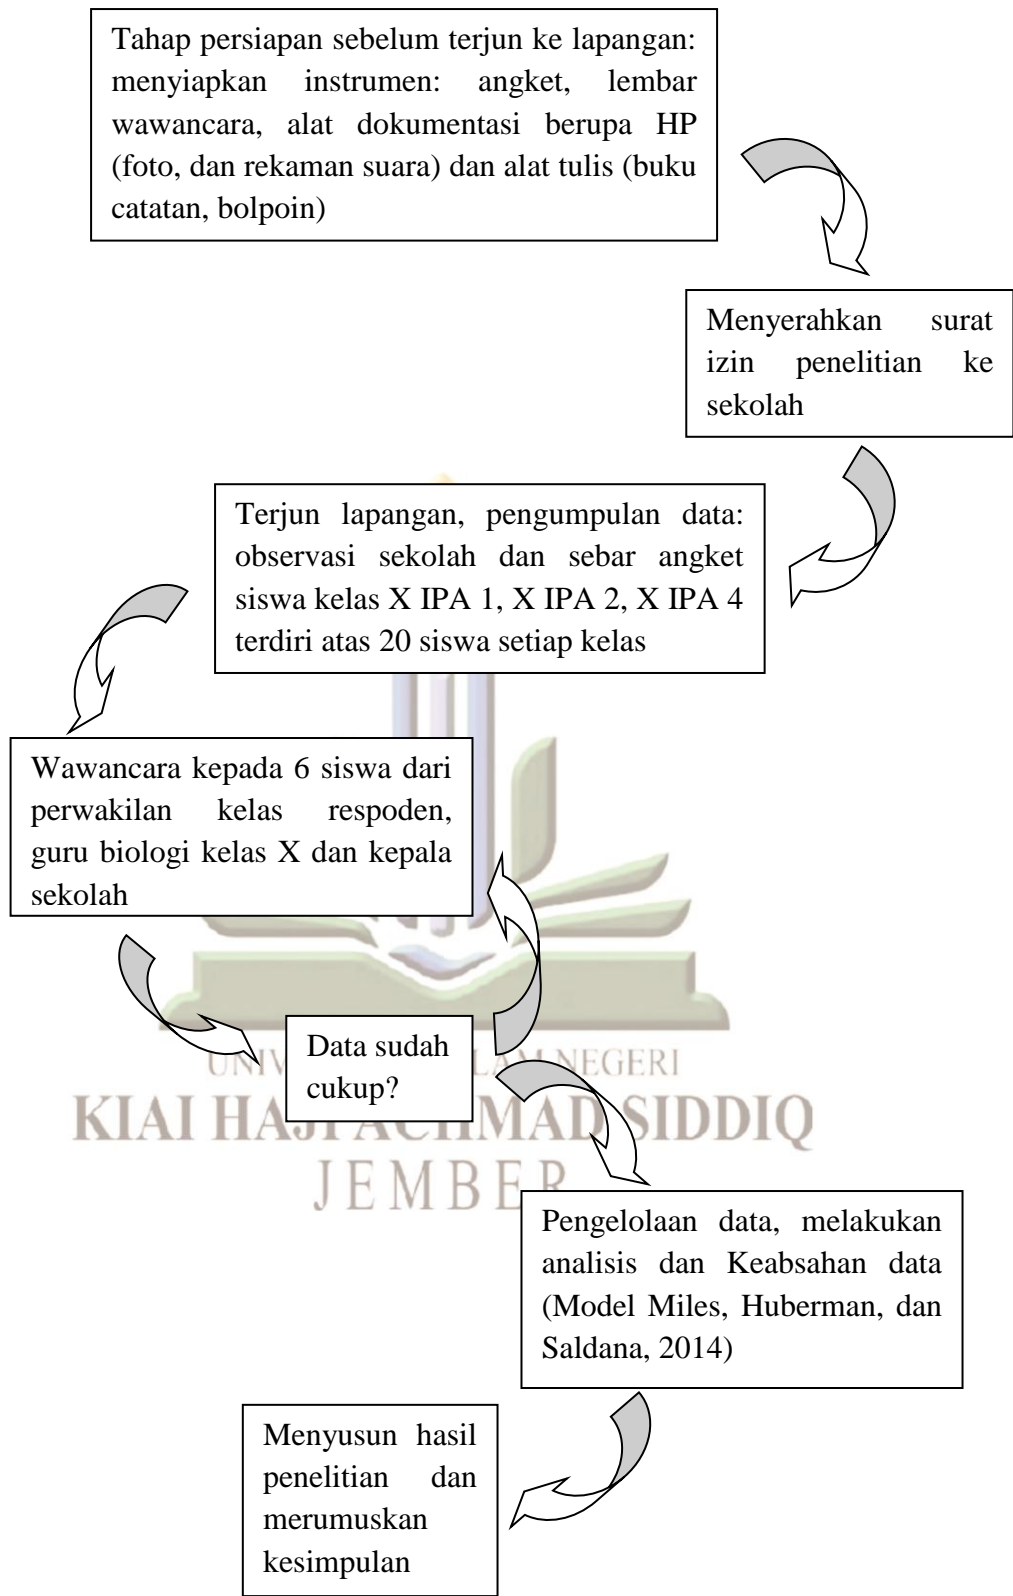 Tahap persiapan sebelum terjun ke lapangan:
menyiapkan instrumen: angket, lembar
wawancara, alat dokumentasi berupa HP
(foto, dan rekaman suara) dan alat tulis (buku
catatan, bolpoin)
Menyerahkan surat
izin penelitian ke
sekolah
Terjun lapangan, pengumpulan data:
observasi sekolah dan sebar angket
siswa kelas X IPA 1, X IPA 2, X IPA 4
terdiri atas 20 siswa setiap kelas
Wawancara kepada 6 siswa dari
perwakilan kelas respoden,
guru biologi kelas X dan kepala
sekolah
Data sudah
cukup?
NEGERI
KIAI HAJI ACHMAD SIDDIQ
JEMBER
Pengelolaan data, melakukan
analisis dan Keabsahan data
(Model Miles, Huberman, dan
Saldana, 2014)
Menyusun hasil
penelitian dan
merumuskan
kesimpulan